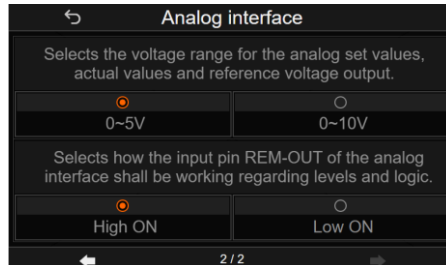 Analog interface
Selects the voltage range for the analog set values,
actual values and reference voltage output.
0~5V
0~10V
Selects how the input pin REM-OUT of the analog
interface shall be working regarding levels and logic.
High ON
Low ON
2/2